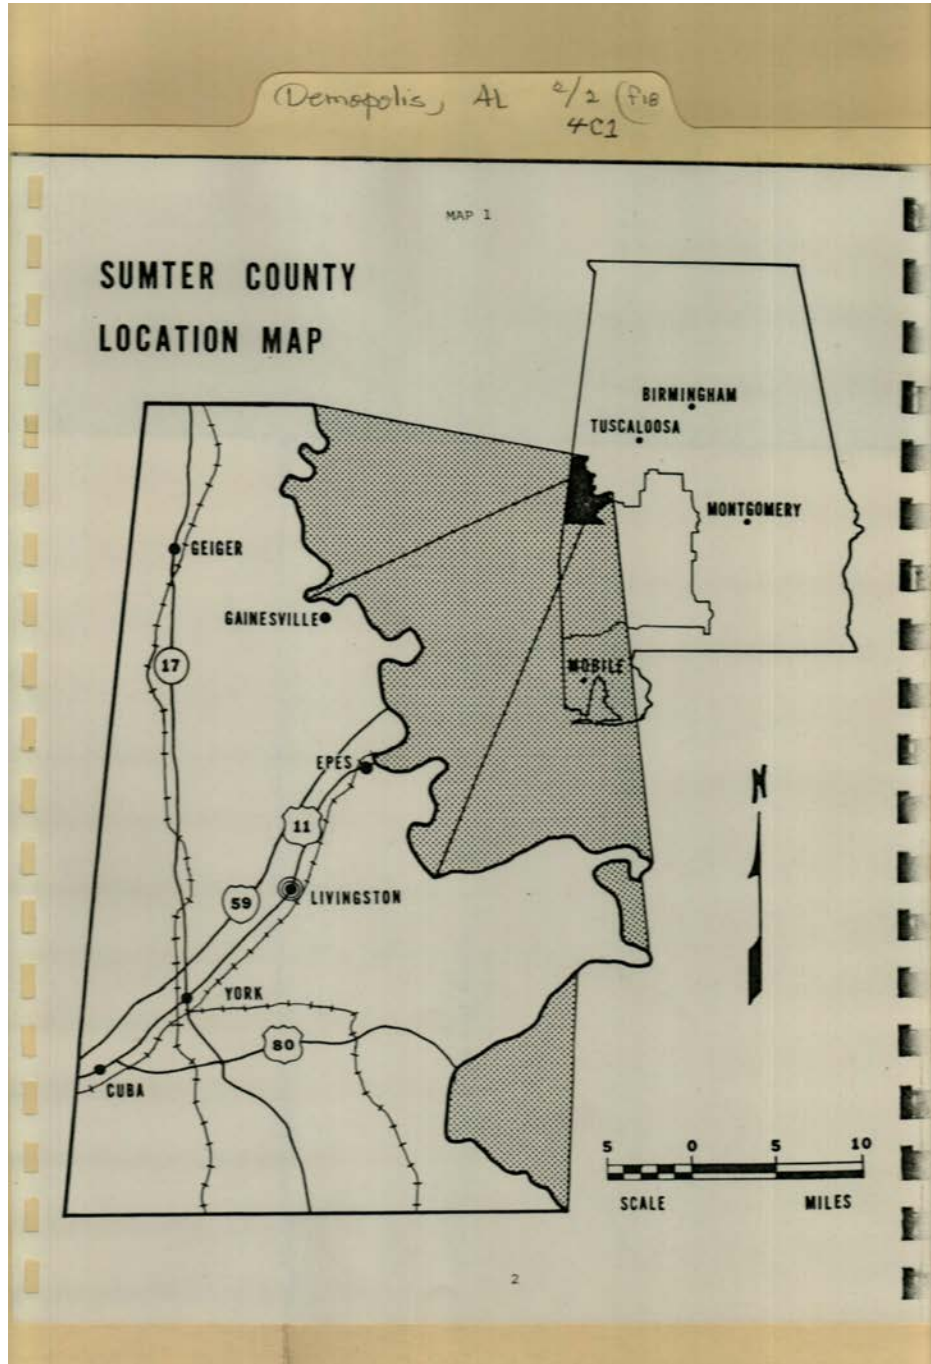 Demopolis, AL 2/2 (F18
4C1
MAP 1
SUMTER COUNTY
LOCATION MAP
BIRMINGHAM
TUSCALOOSA
MONTGOMERY
GEIGER
GAINESVILLE
17
MOBILE
EPES
N
11
59
LIVINGSTON
YORK
80
CUBA
5 0 5 10
SCALE MILES
2